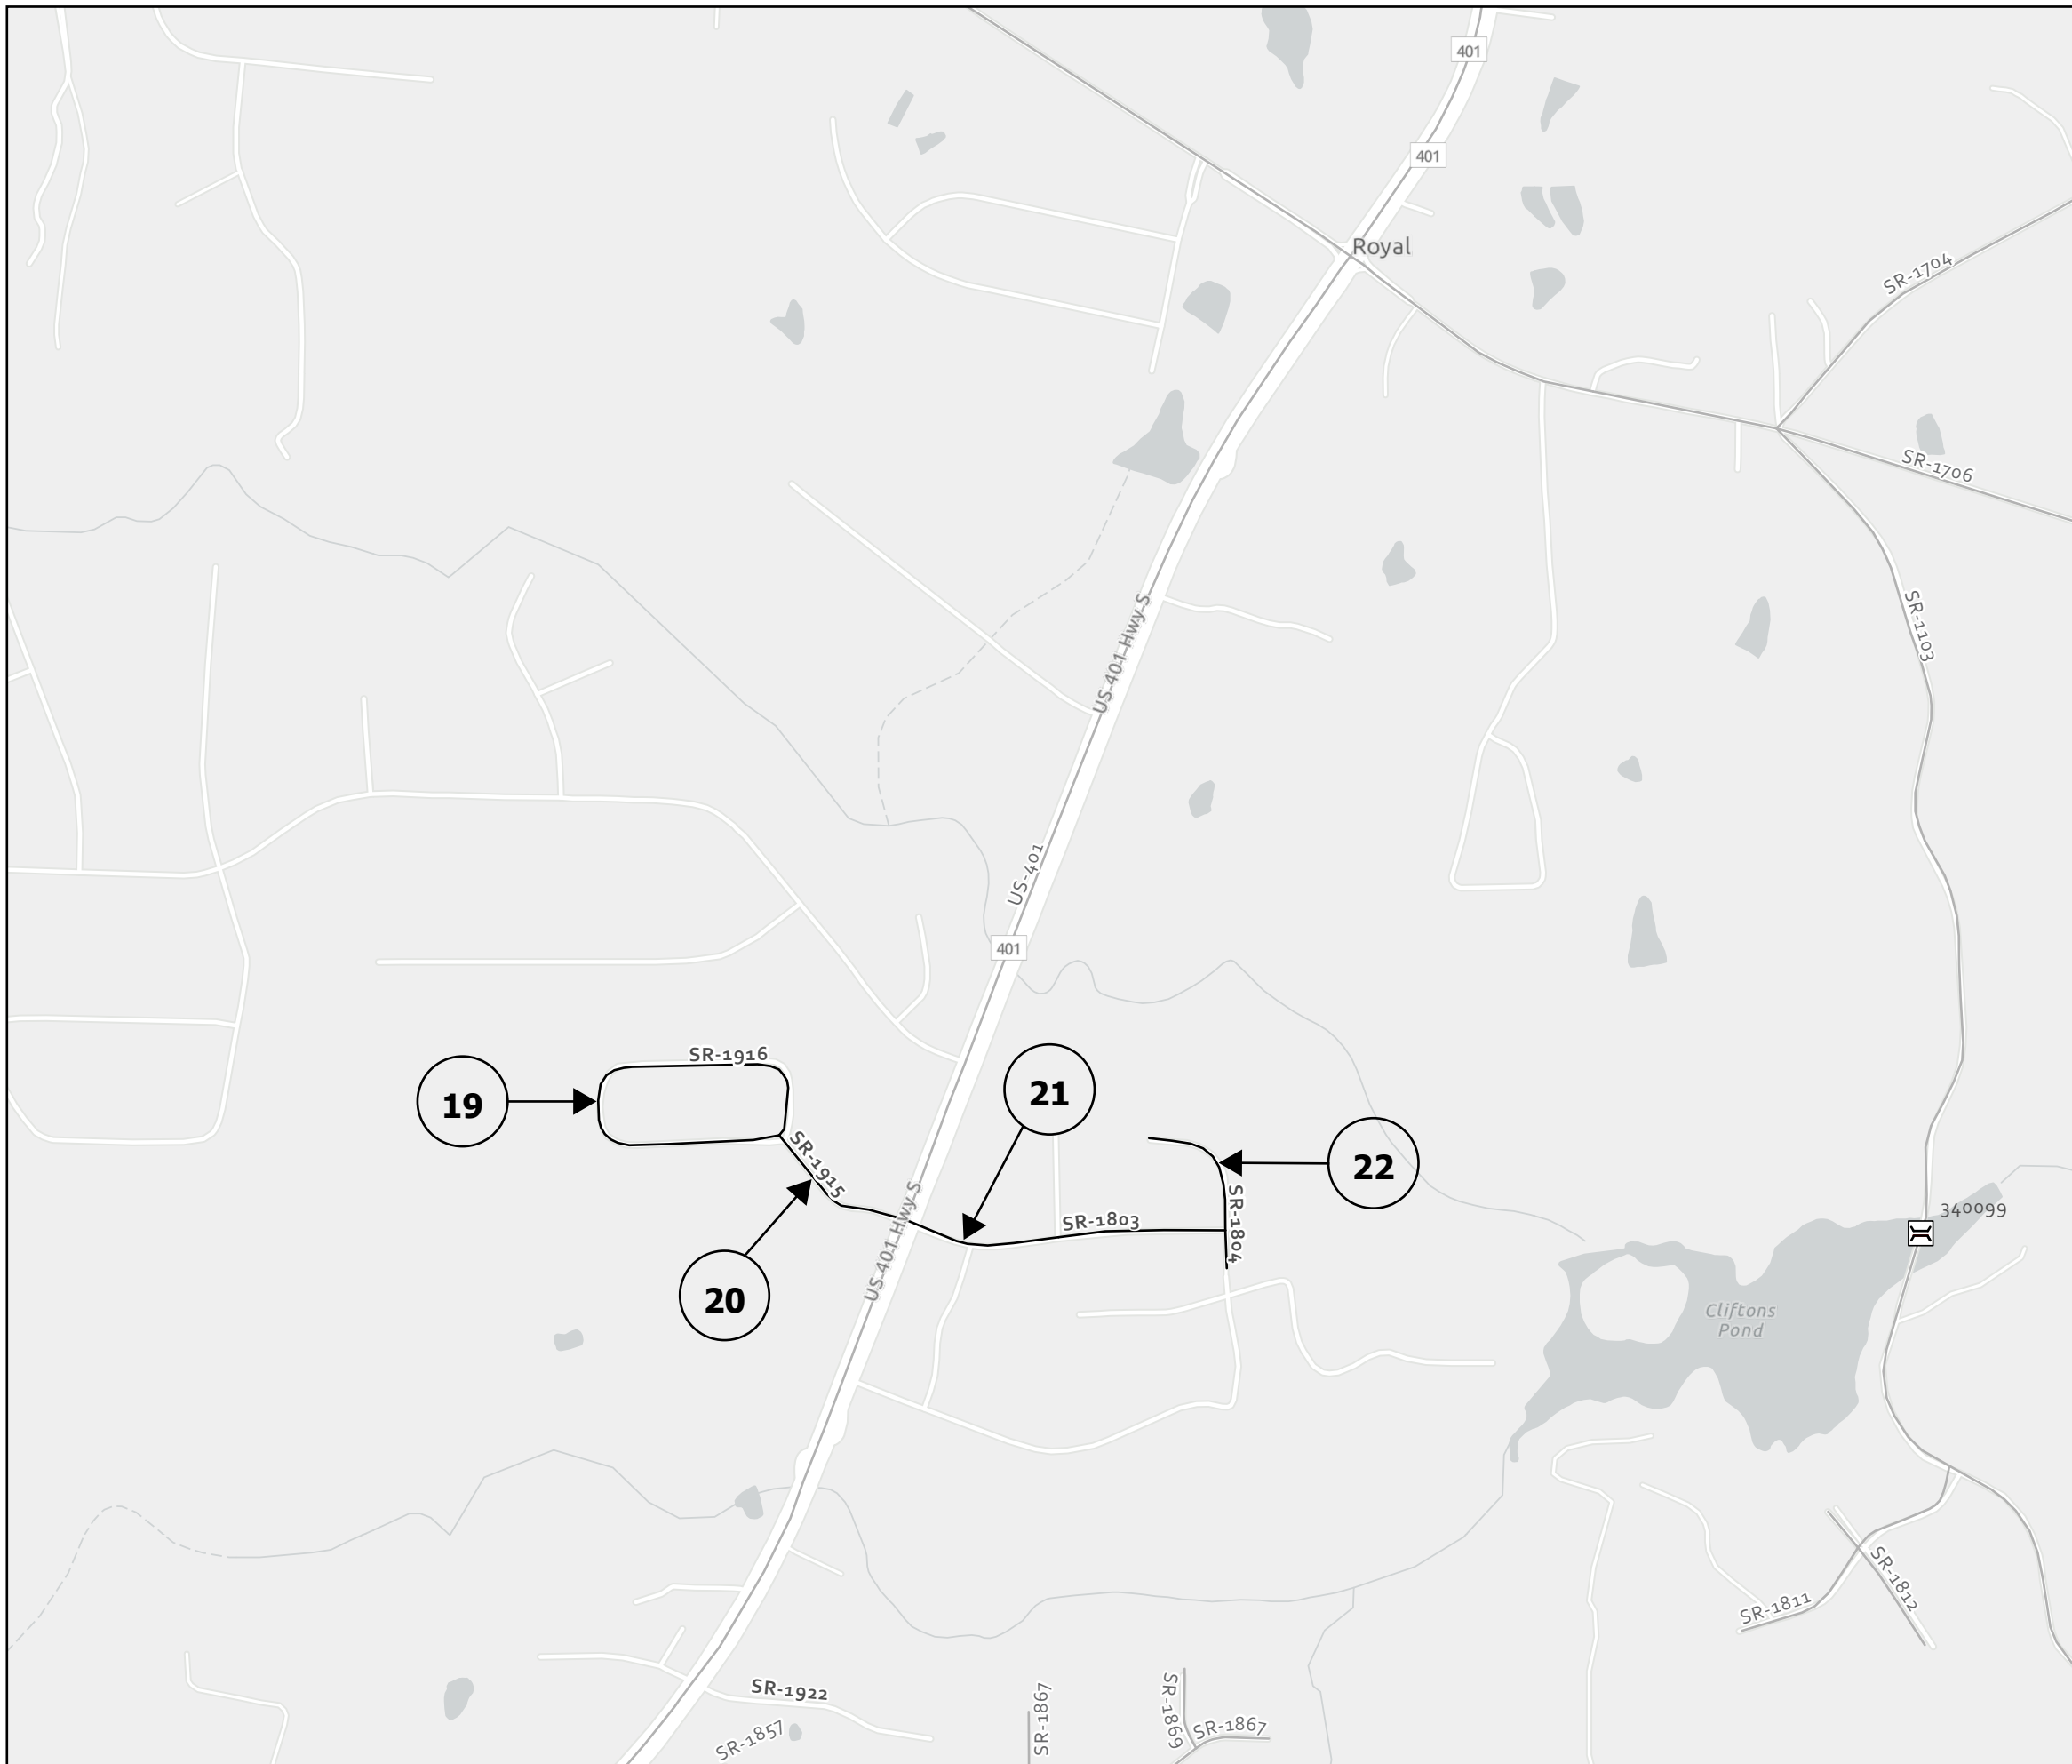 401
401
Royal
SR-1704
SR-1706
SR-1103
US 401 Hwy S
US-401
401
SR-1916
19
21
SR-1915
22
SR-1803
SR-1804
US 401 Hwy S
20
340099
Cliftons
Pond
SR-1811
SR-1812
SR-1922
SR-1857
SR-1867
SR-1869
SR-1867